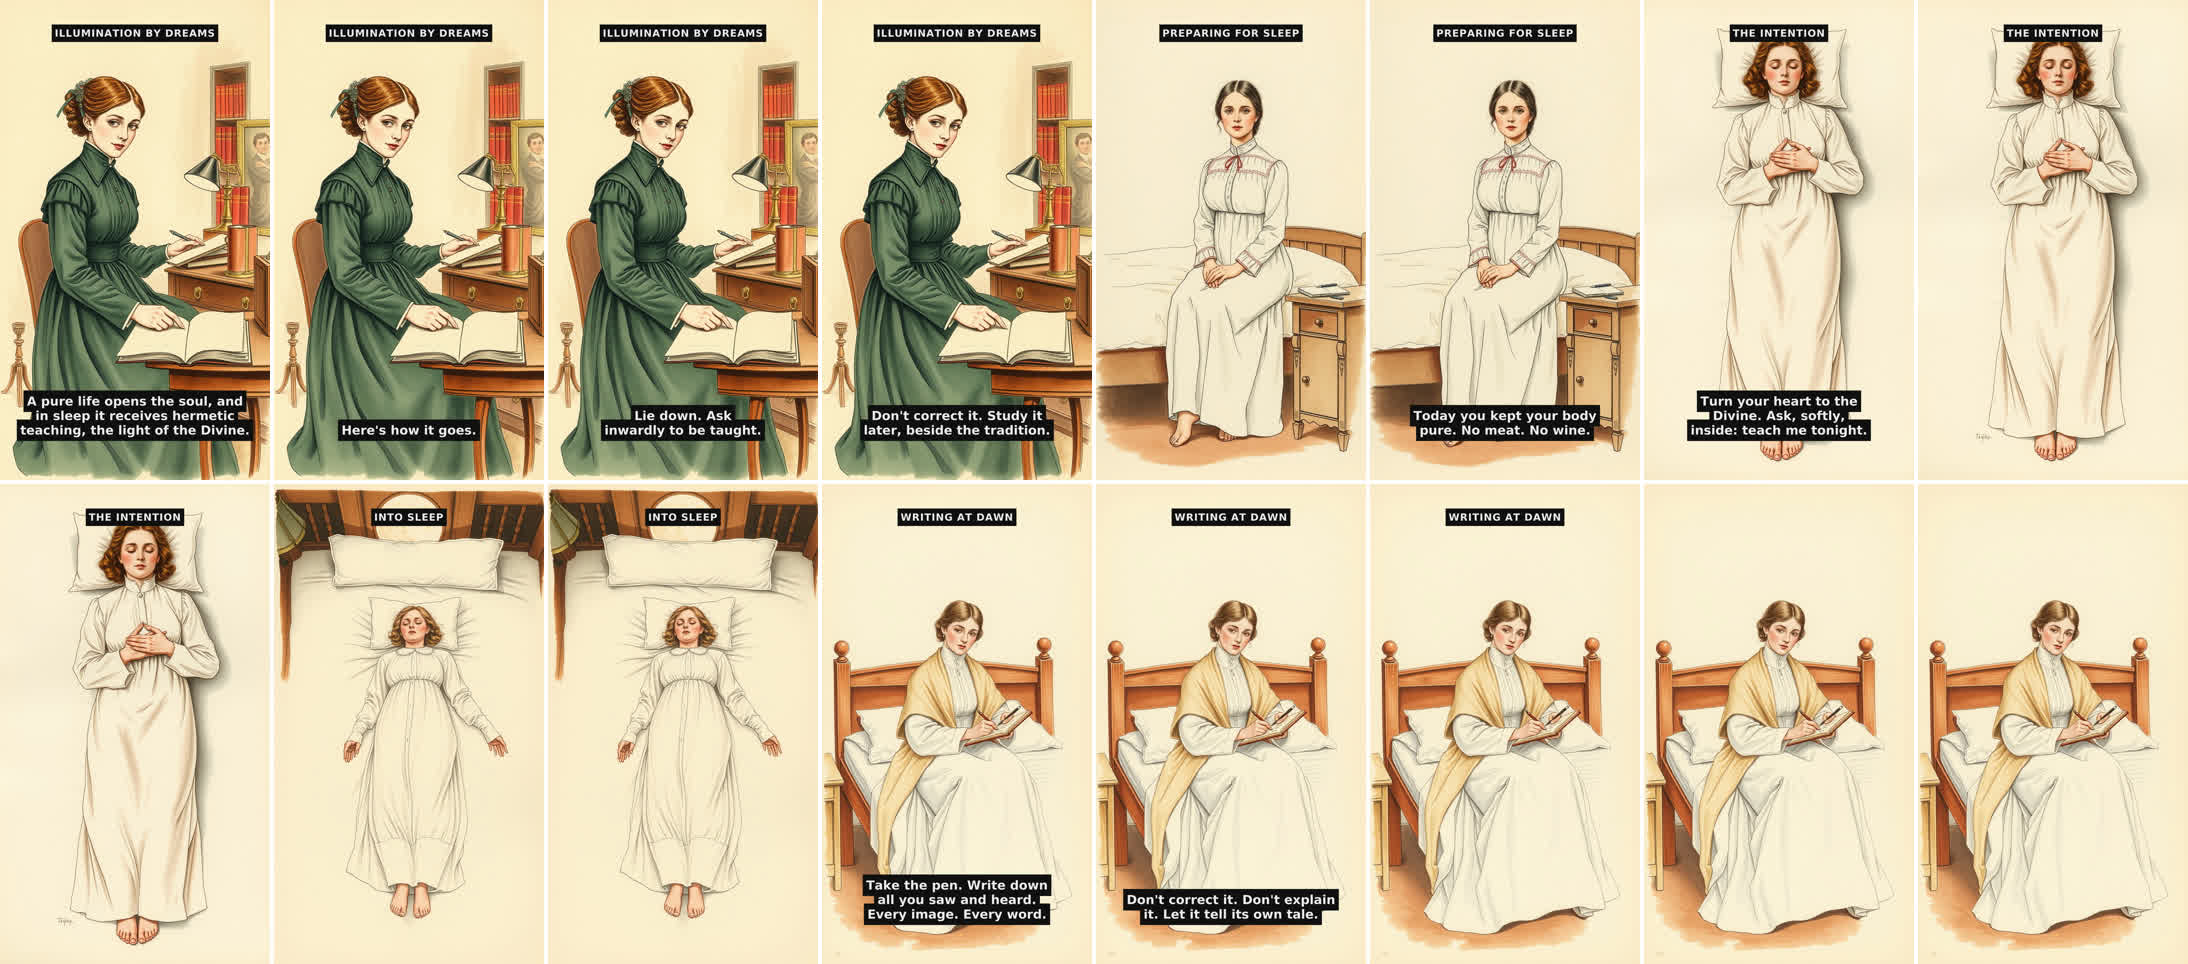 ILLUMINATION BY DREAMS
A pure life opens the soul, and
in sleep it receives hermetic
teaching, the light of the Divine.
ILLUMINATION BY DREAMS
Here's how it goes.
ILLUMINATION BY DREAMS
Lie down. Ask
inwardly to be taught.
ILLUMINATION BY DREAMS
Don't correct it. Study it
later, beside the tradition.
PREPARING FOR SLEEP
PREPARING FOR SLEEP
Today you kept your body
pure. No meat. No wine.
THE INTENTION
Turn your heart to the
Divine. Ask, softly,
inside: teach me tonight.
THE INTENTION
THE INTENTION
INTO SLEEP
INTO SLEEP
WRITING AT DAWN
Take the pen. Write down
all you saw and heard.
Every image. Every word.
WRITING AT DAWN
Don't correct it. Don't explain
it. Let it tell its own tale.
WRITING AT DAWN